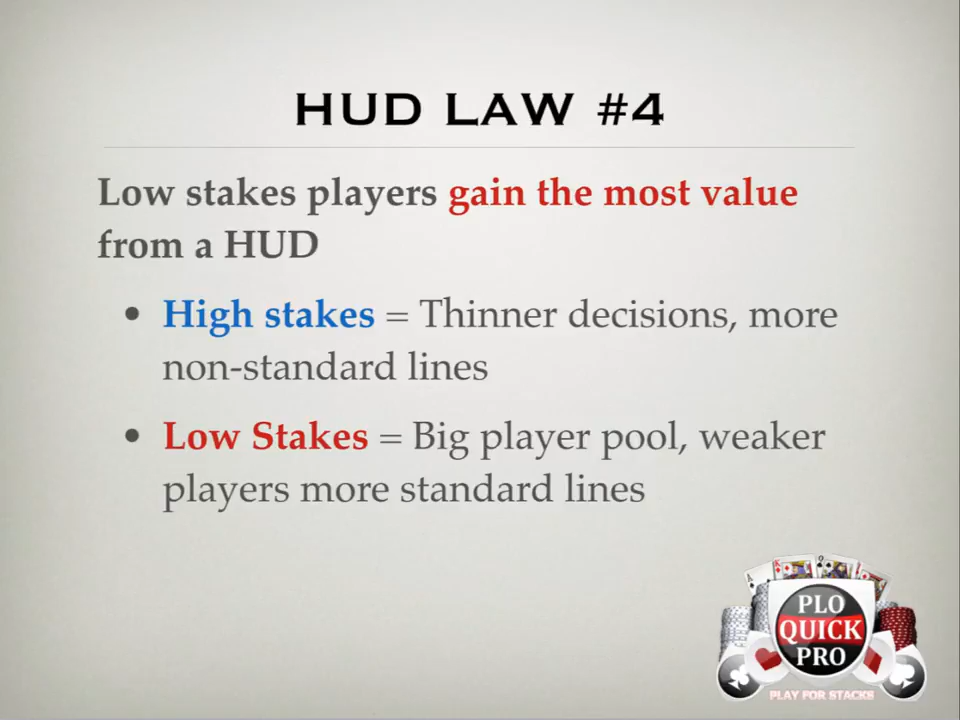 HUD LAW #4
Low stakes players gain the most value
from a HUD
• High stakes = Thinner decisions, more
non-standard lines
• Low Stakes = Big player pool, weaker
players more standard lines
PLO
QUICK
PRO
PLAY FOR STACKS